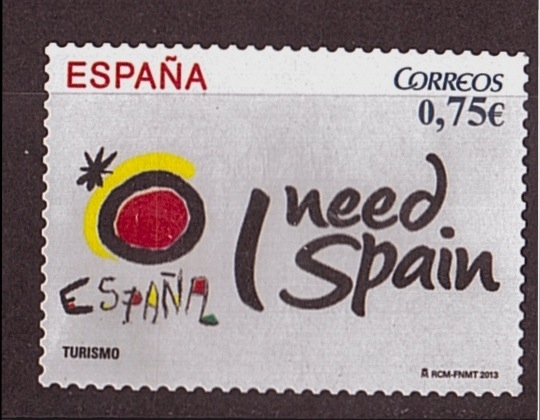 ESPAÑA
CORREOS
0,75€
I need
Spain
ESPAÑA
TURISMO
RCM-FNMT 2013